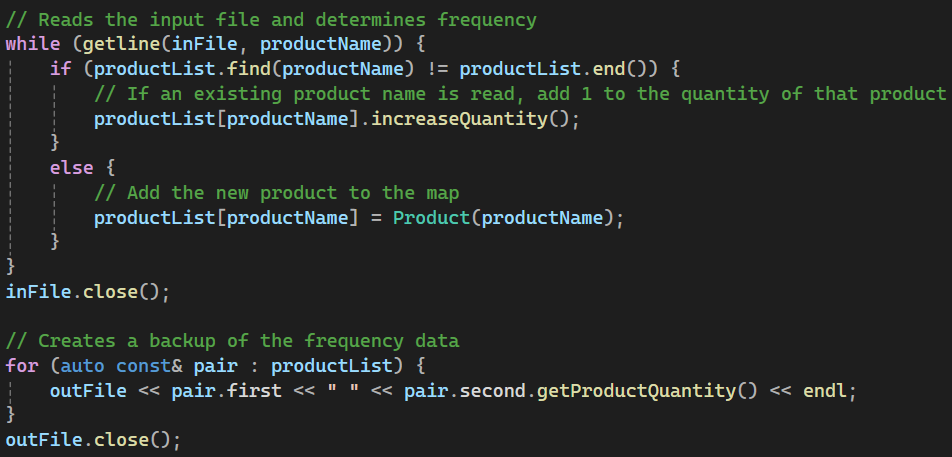 // Reads the input file and determines frequency
while (getline(inFile, productName)) {
    if (productList.find(productName) != productList.end()) {
        // If an existing product name is read, add 1 to the quantity of that product
        productList[productName].increaseQuantity();
    }
    else {
        // Add the new product to the map
        productList[productName] = Product(productName);
    }
}
inFile.close();

// Creates a backup of the frequency data
for (auto const& pair : productList) {
    outFile << pair.first << " " << pair.second.getProductQuantity() << endl;
}
outFile.close();